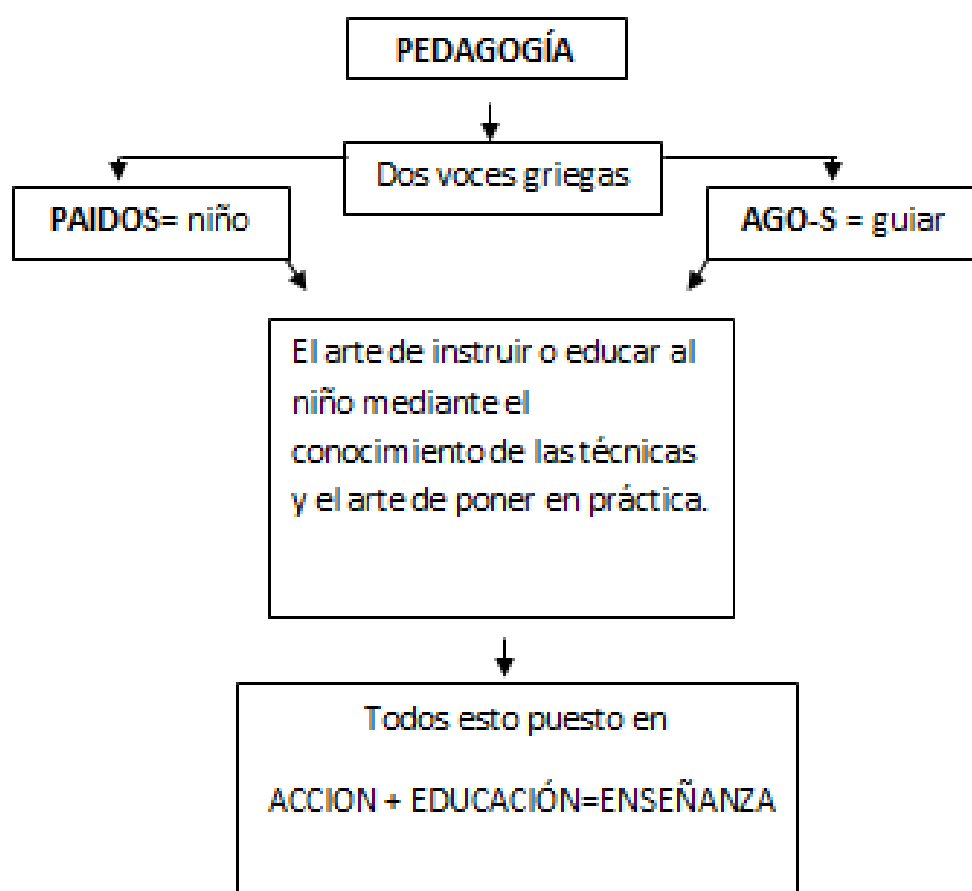 PEDAGOGÍA
Dos voces griegas
PAIDOS= niño
AGO-S = guiar
El arte de instruir o educar al
niño mediante el
conocimiento de las técnicas
y el arte de poner en práctica.
Todos esto puesto en
ACCION + EDUCACIÓN=ENSEÑANZA